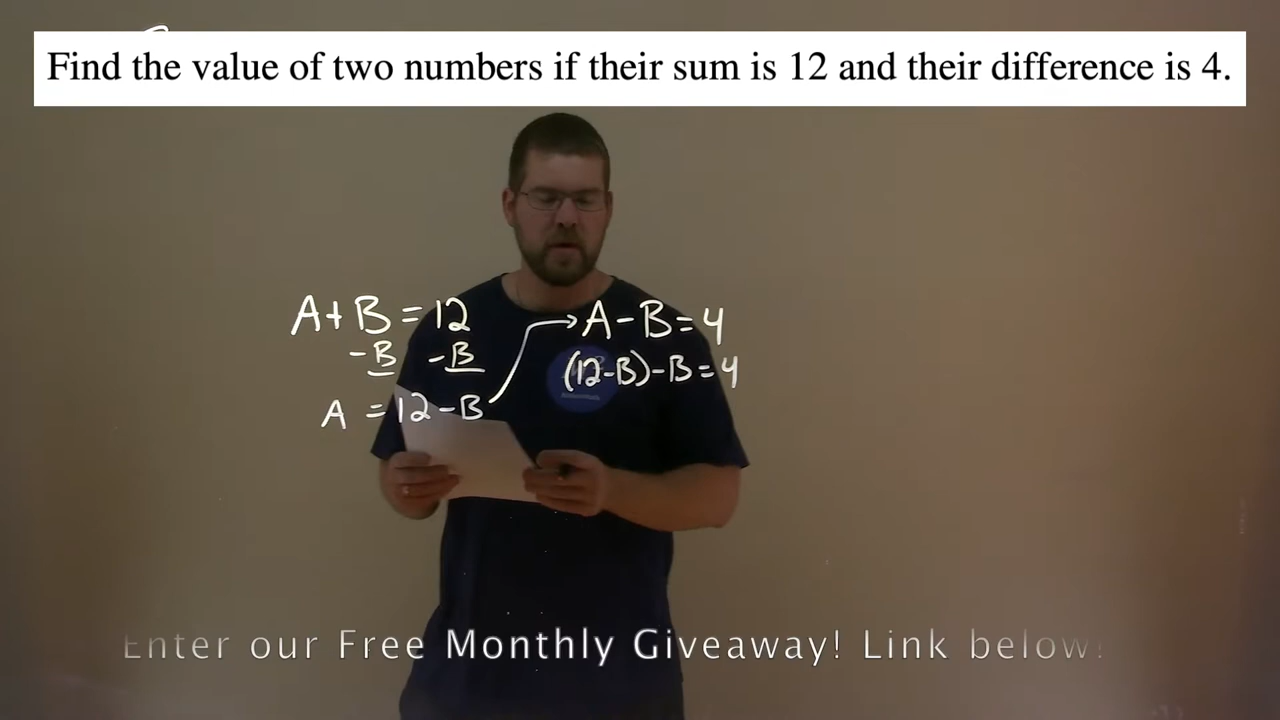 Find the value of two numbers if their sum is 12 and their difference is 4.
A+B=12
-B -B
A =12-B
A-B=4
(12-B)-B=4
Enter our Free Monthly Giveaway! Link below!